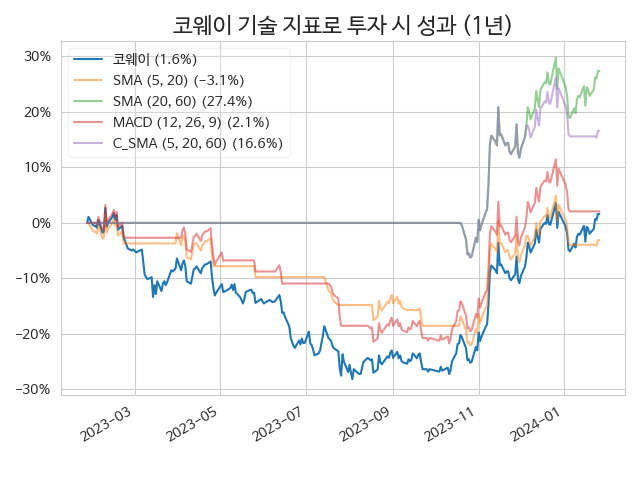 코웨이 기술 지표로 투자 시 성과 (1년)
30%
20%
10%
0%
−10%
−20%
−30%
코웨이 (1.6%)
SMA (5, 20) (−3.1%)
SMA (20, 60) (27.4%)
MACD (12, 26, 9) (2.1%)
C_SMA (5, 20, 60) (16.6%)
2023−03
2023−05
2023−07
2023−09
2023−11
2024−01